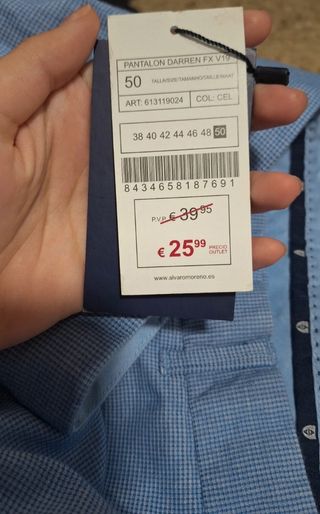 PANTALON DARREN FX V19
50 TALLA/SIZE/TAMANHO/TAILLE/MAAT
ART: 613119024 COL: CEL
38 40 42 44 46 48 50
8434658187691
P.V.P. € 39,95
€ 25,99 PRECIO
OUTLET
www.alvaromoreno.es